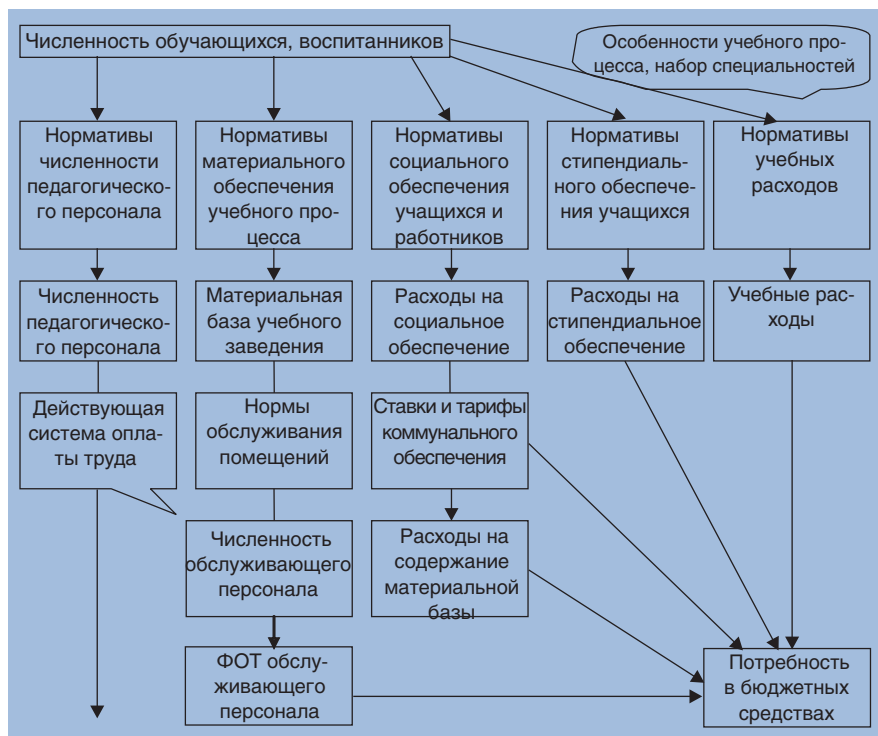 Численность обучающихся, воспитанников
Особенности учебного про-
цесса, набор специальностей
Нормативы
численности
педагогическо-
го персонала
Нормативы
материального
обеспечения
учебного про-
цесса
Нормативы
социального
обеспечения
учащихся и
работников
Нормативы
стипендиаль-
ного обеспече-
ния учащихся
Нормативы
учебных
расходов
Численность
педагогическо-
го персонала
Материальная
база учебного
заведения
Расходы на
социальное
обеспечение
Расходы на
стипендиальное
обеспечение
Учебные рас-
ходы
Действующая
система опла-
ты труда
Нормы
обслуживания
помещений
Ставки и тарифы
коммунального
обеспечения
Численность
обслуживающего
персонала
Расходы на
содержание
материальной
базы
ФОТ обслу-
живающего
персонала
Потребность
в бюджетных
средствах